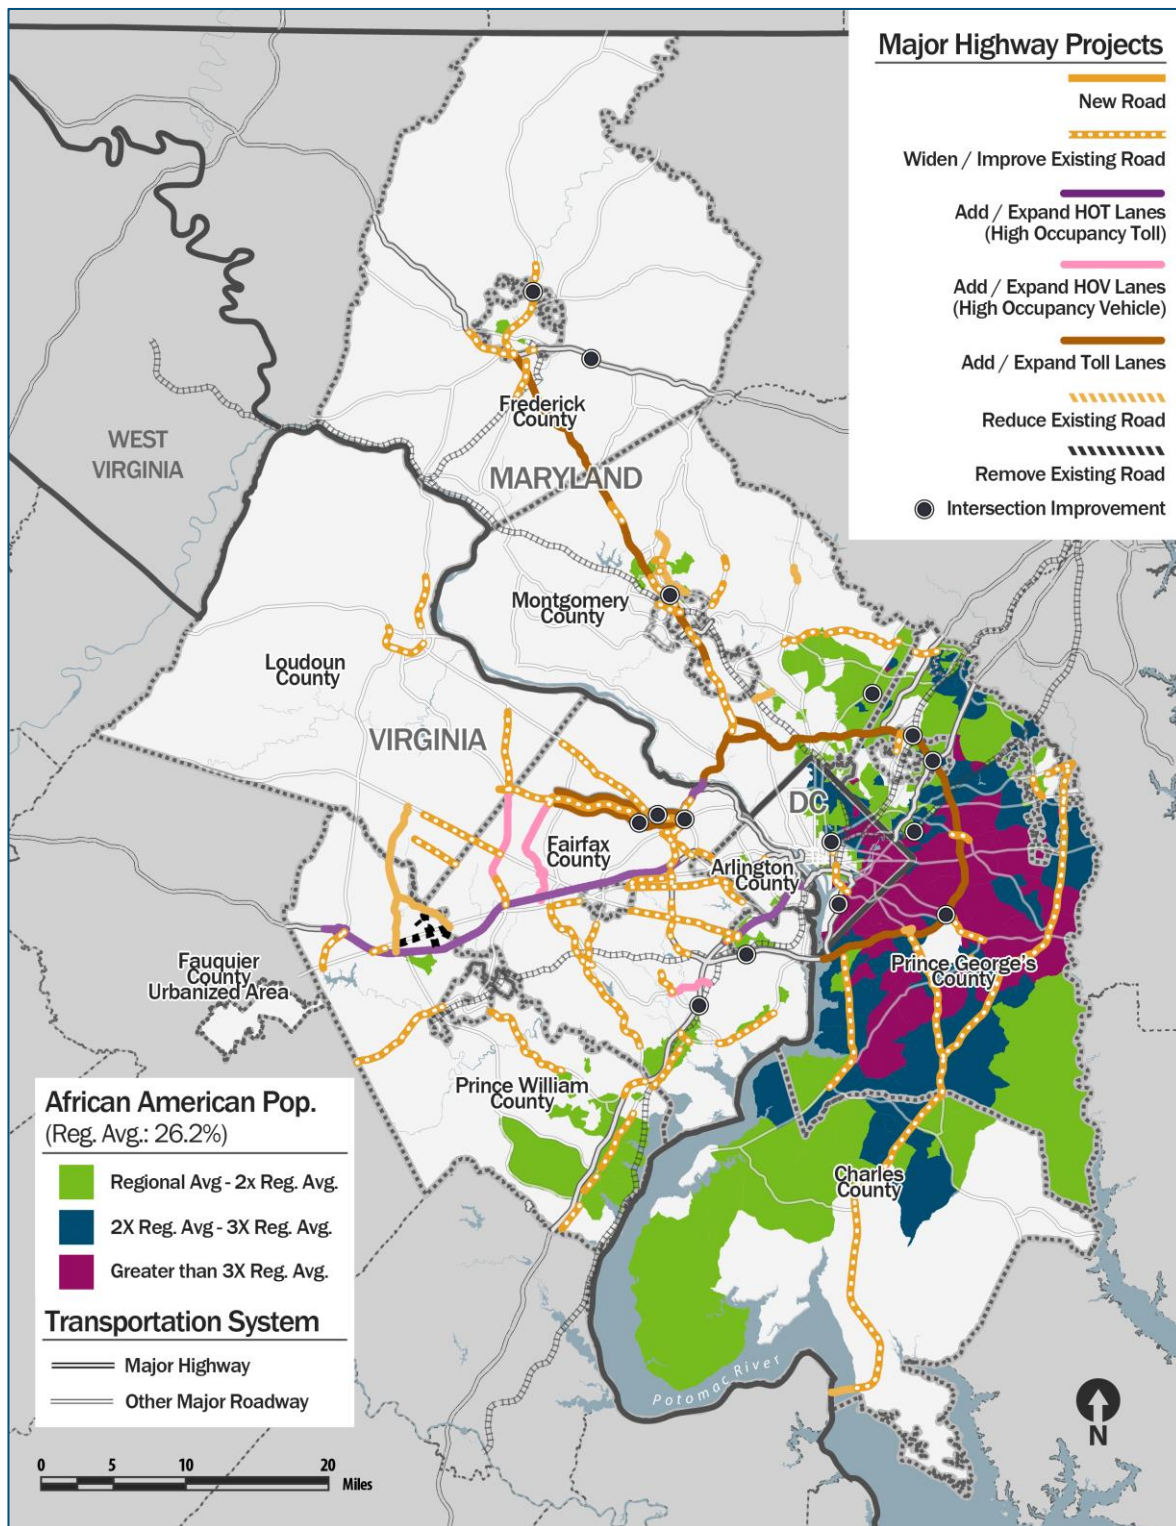 Major Highway Projects
New Road
Widen / Improve Existing Road
Add / Expand HOT Lanes
(High Occupancy Toll)
Add / Expand HOV Lanes
(High Occupancy Vehicle)
Add / Expand Toll Lanes
Reduce Existing Road
Remove Existing Road
Intersection Improvement
Frederick
County
WEST
VIRGINIA
MARYLAND
Montgomery
County
Loudoun
County
VIRGINIA
DC
Fairfax
County
Arlington
County
Fauquier
County
Urbanized Area
Prince George's
County
Prince William
County
Charles
County
Potomac River
African American Pop.
(Reg. Avg.: 26.2%)
Regional Avg - 2x Reg. Avg.
2X Reg. Avg - 3X Reg. Avg.
Greater than 3X Reg. Avg.
Transportation System
Major Highway
Other Major Roadway
0 5 10 20
Miles
N